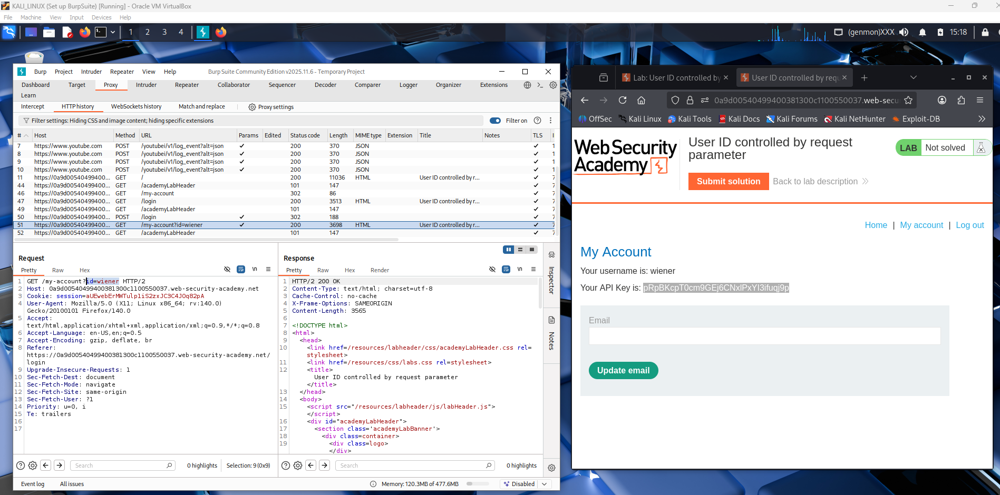 KALI_LINUX (Set up BurpSuite) [Running] - Oracle VM VirtualBox
File Machine View Input Devices Help
1 2 3 4 (genmon)XXX 15:18
Burp Project Intruder Repeater View Help Burp Suite Community Edition v2025.11.6 - Temporary Project
Dashboard Target Proxy Intruder Repeater Collaborator Sequencer Decoder Comparer Logger Organizer Extensions
Learn
Intercept HTTP history WebSockets history Match and replace Proxy settings
Filter settings: Hiding CSS and image content; hiding specific extensions Filter on
# Host Method URL Params Edited Status code Length MIME type Extension Title Notes TLS
7 https://www.youtube.com POST /youtubei/v1/log_event?alt=json ✓ 200 370 JSON ✓ 1
8 https://www.youtube.com POST /youtubei/v1/log_event?alt=json ✓ 200 370 JSON ✓ 1
9 https://www.youtube.com POST /youtubei/v1/log_event?alt=json ✓ 200 370 JSON ✓ 1
10 https://www.youtube.com POST /youtubei/v1/log_event?alt=json ✓ 200 370 JSON ✓ 1
11 https://0a9d00540499400... GET / 200 11036 HTML User ID controlled by r... ✓ 7
44 https://0a9d00540499400... GET /academyLabHeader 101 147 ✓ 7
46 https://0a9d00540499400... GET /my-account 302 86 ✓ 7
47 https://0a9d00540499400... GET /login 200 3513 HTML User ID controlled by r... ✓ 7
49 https://0a9d00540499400... GET /academyLabHeader 101 147 ✓ 7
50 https://0a9d00540499400... POST /login ✓ 302 188 ✓ 7
51 https://0a9d00540499400... GET /my-account?id=wiener ✓ 200 3698 HTML User ID controlled by r... ✓ 7
52 https://0a9d00540499400... GET /academyLabHeader 101 147 ✓ 7
Request
Pretty Raw Hex \n
1 GET /my-account?id=wiener HTTP/2
2 Host: 0a9d00540499400381300c1100550037.web-security-academy.net
3 Cookie: session=aUEwebErMWTulp1iS2zxJC3C4J0q82pA
4 User-Agent: Mozilla/5.0 (X11; Linux x86_64; rv:140.0)
Gecko/20100101 Firefox/140.0
5 Accept:
text/html,application/xhtml+xml,application/xml;q=0.9,*/*;q=0.8
6 Accept-Language: en-US,en;q=0.5
7 Accept-Encoding: gzip, deflate, br
8 Referer:
https://0a9d00540499400381300c1100550037.web-security-academy.net/
login
9 Upgrade-Insecure-Requests: 1
10 Sec-Fetch-Dest: document
11 Sec-Fetch-Mode: navigate
12 Sec-Fetch-Site: same-origin
13 Sec-Fetch-User: ?1
14 Priority: u=0, i
15 Te: trailers
16
17
Search 0 highlights Selection: 9 (0x9)
Response
Pretty Raw Hex Render \n
1 HTTP/2 200 OK
2 Content-Type: text/html; charset=utf-8
3 Cache-Control: no-cache
4 X-Frame-Options: SAMEORIGIN
5 Content-Length: 3565
6
7 <!DOCTYPE html>
8 <html>
9 <head>
10 <link href=/resources/labheader/css/academyLabHeader.css rel=
stylesheet>
11 <link href=/resources/css/labs.css rel=stylesheet>
12 <title>
User ID controlled by request parameter
</title>
13 </head>
14 <body>
15 <script src="/resources/labheader/js/labHeader.js">
</script>
16 <div id="academyLabHeader">
17 <section class='academyLabBanner'>
18 <div class=container>
19 <div class=logo>
</div>
Search 0 highlights
Inspector
Notes
Event log All issues Memory: 120.3MB of 477.6MB Disabled
Lab: User ID controlled by User ID controlled by requ
0a9d00540499400381300c1100550037.web-secu
OffSec Kali Linux Kali Tools Kali Docs Kali Forums Kali NetHunter Exploit-DB
Web Security
Academy
User ID controlled by request
parameter
LAB Not solved
Submit solution Back to lab description
Home | My account | Log out
My Account
Your username is: wiener
Your API Key is: pRpBKcpT0cm9GEj6CNxlPxYI3ifuqj9p
Email
Update email